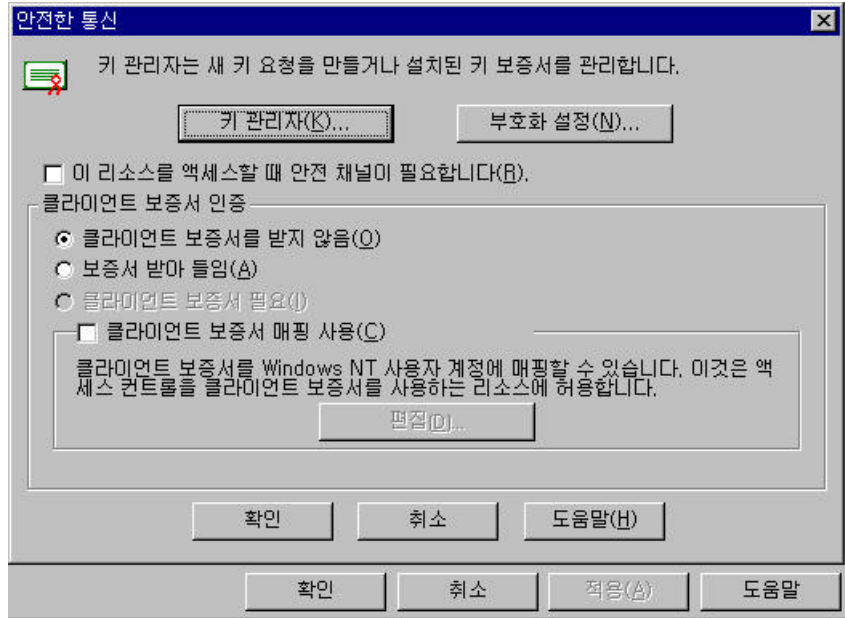 안전한 통신
키 관리자는 새 키 요청을 만들거나 설치된 키 보증서를 관리합니다.
키 관리자(K)... 부호화 설정(N)...
이 리소스를 액세스할 때 안전 채널이 필요합니다(R).
클라이언트 보증서 인증
클라이언트 보증서를 받지 않음(O)
보증서 받아 들임(A)
클라이언트 보증서 필요(I)
클라이언트 보증서 매핑 사용(C)
클라이언트 보증서를 Windows NT 사용자 계정에 매핑할 수 있습니다. 이것은 액
세스 컨트롤을 클라이언트 보증서를 사용하는 리소스에 허용합니다.
편집(D)...
확인 취소 도움말(H)
확인 취소 적용(A) 도움말